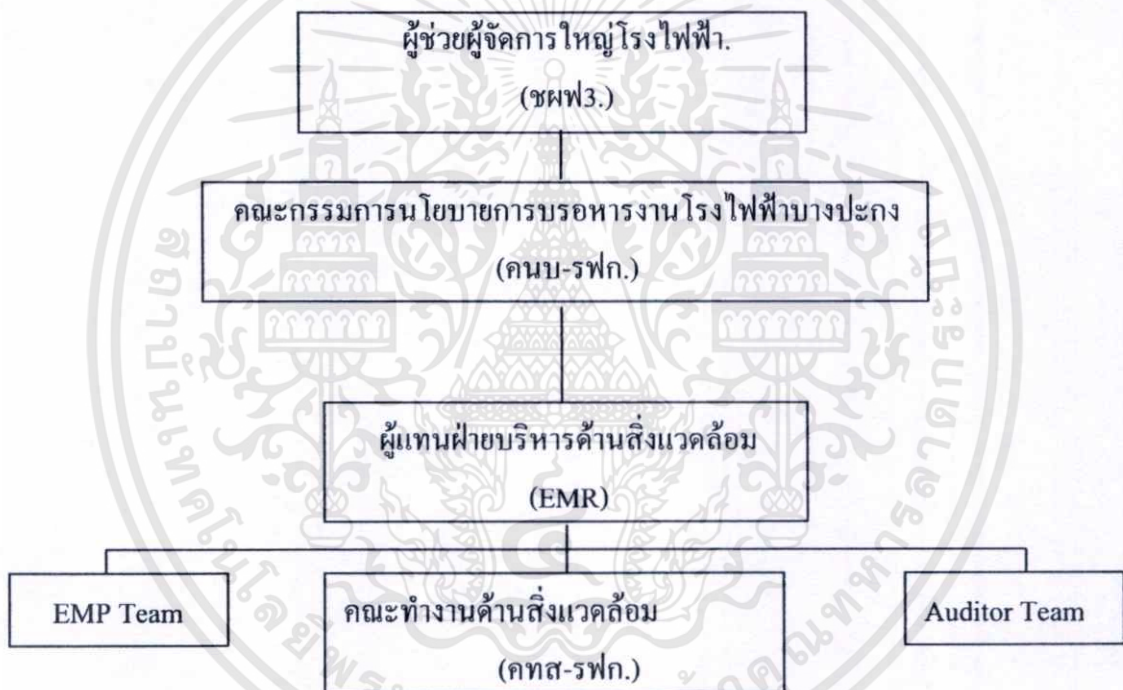 ผู้ช่วยผู้จัดการใหญ่โรงไฟฟ้า.
(ชผฟ3.)
คณะกรรมการนโยบายการบรอหารงานโรงไฟฟ้าบางปะกง
(คนบ-รฟก.)
ผู้แทนฝ่ายบริหารด้านสิ่งแวดล้อม
(EMR)
EMP Team
คณะทำงานด้านสิ่งแวดล้อม
(คทส-รฟก.)
Auditor Team